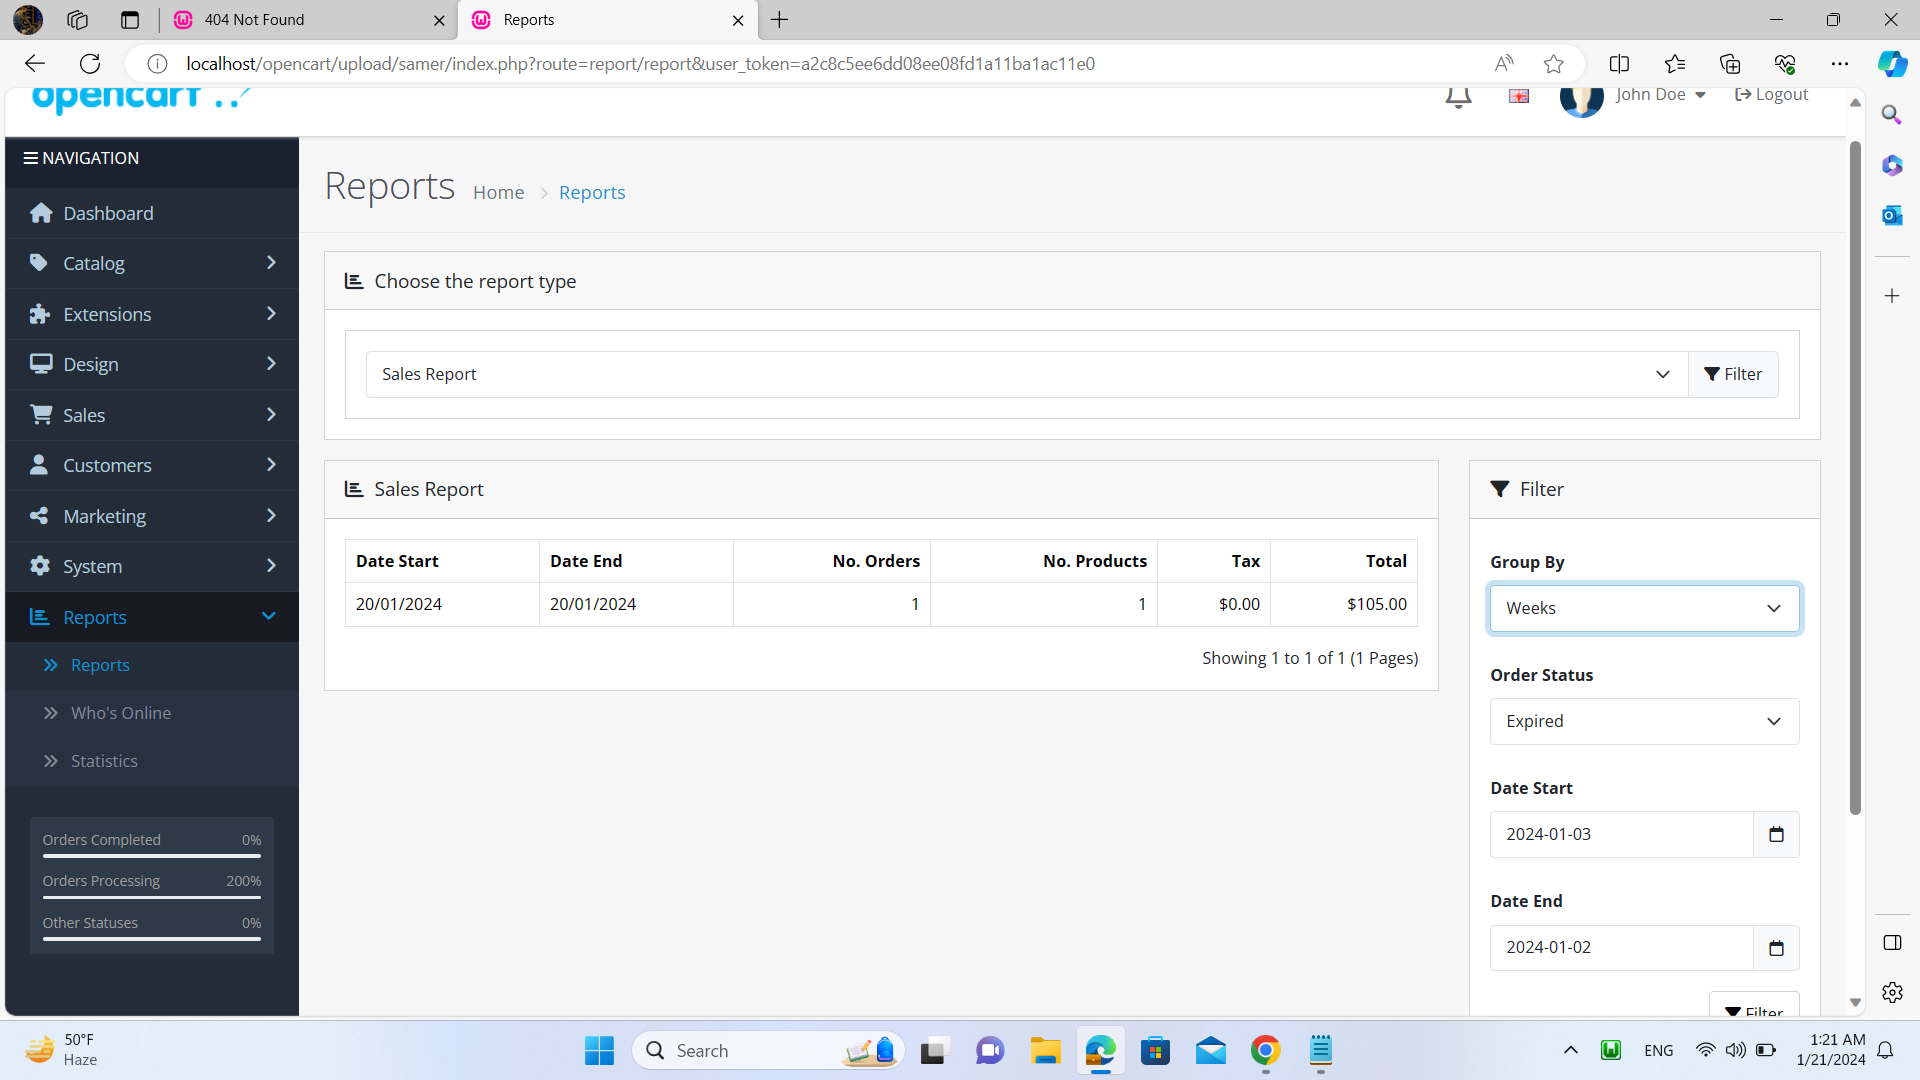 404 Not Found
Reports
localhost/opencart/upload/samer/index.php?route=report/report&user_token=a2c8c5ee6dd08ee08fd1a11ba1ac11e0
opencart
John Doe
Logout
NAVIGATION
Dashboard
Catalog
Extensions
Design
Sales
Customers
Marketing
System
Reports
Reports
Who's Online
Statistics
Orders Completed 0%
Orders Processing 200%
Other Statuses 0%
Reports Home Reports
Choose the report type
Sales Report
Filter
Sales Report
Date Start Date End No. Orders No. Products Tax Total
20/01/2024 20/01/2024 1 1 $0.00 $105.00
Showing 1 to 1 of 1 (1 Pages)
Filter
Group By
Weeks
Order Status
Expired
Date Start
2024-01-03
Date End
2024-01-02
Filter
50°F
Haze
Search
ENG
1:21 AM
1/21/2024